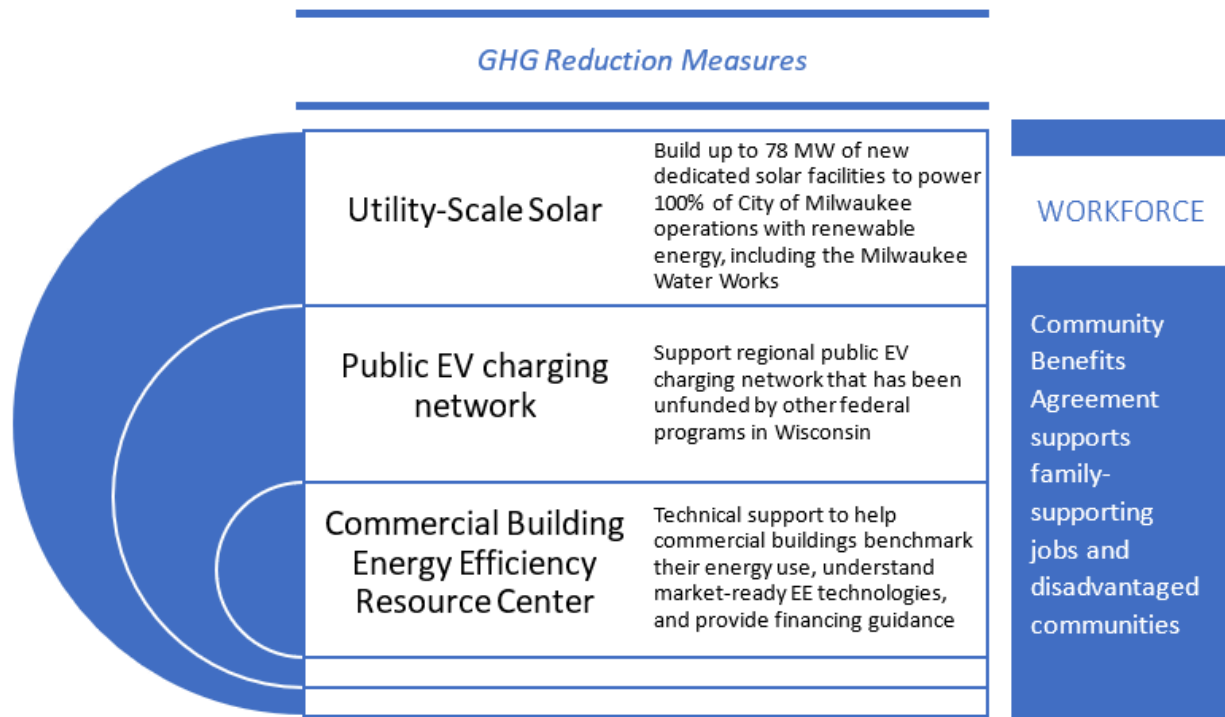 GHG Reduction Measures
Utility-Scale Solar
Build up to 78 MW of new
dedicated solar facilities to power
100% of City of Milwaukee
operations with renewable
energy, including the Milwaukee
Water Works
Public EV charging
network
Support regional public EV
charging network that has been
unfunded by other federal
programs in Wisconsin
Commercial Building
Energy Efficiency
Resource Center
Technical support to help
commercial buildings benchmark
their energy use, understand
market-ready EE technologies,
and provide financing guidance
WORKFORCE
Community
Benefits
Agreement
supports
family-
supporting
jobs and
disadvantaged
communities